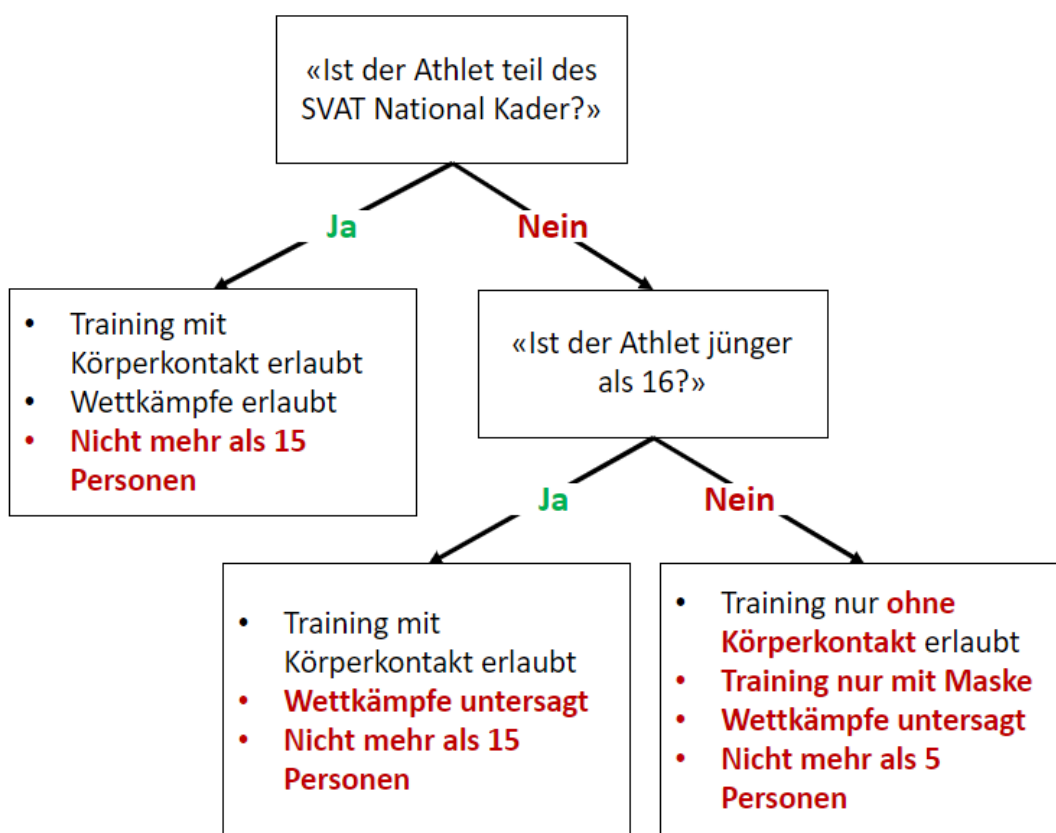 «Ist der Athlet teil des
SVAT National Kader?»
Ja
Nein
• Training mit
Körperkontakt erlaubt
• Wettkämpfe erlaubt
• Nicht mehr als 15
Personen
«Ist der Athlet jünger
als 16?»
Ja
Nein
• Training mit
Körperkontakt erlaubt
• Wettkämpfe untersagt
• Nicht mehr als 15
Personen
• Training nur ohne
Körperkontakt erlaubt
• Training nur mit Maske
• Wettkämpfe untersagt
• Nicht mehr als 5
Personen